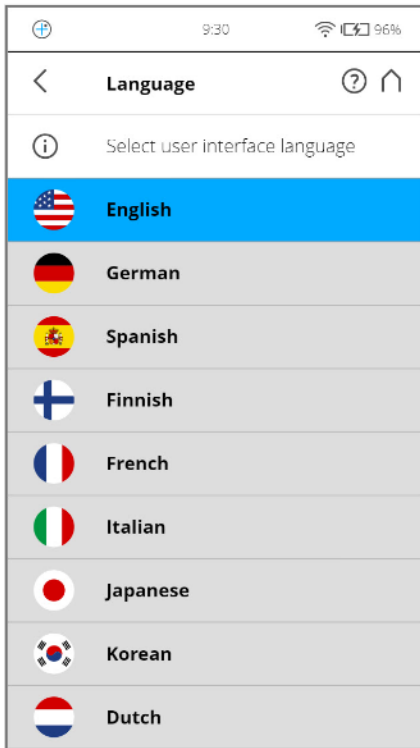 9:30 96%
Language
Select user interface language
English
German
Spanish
Finnish
French
Italian
Japanese
Korean
Dutch